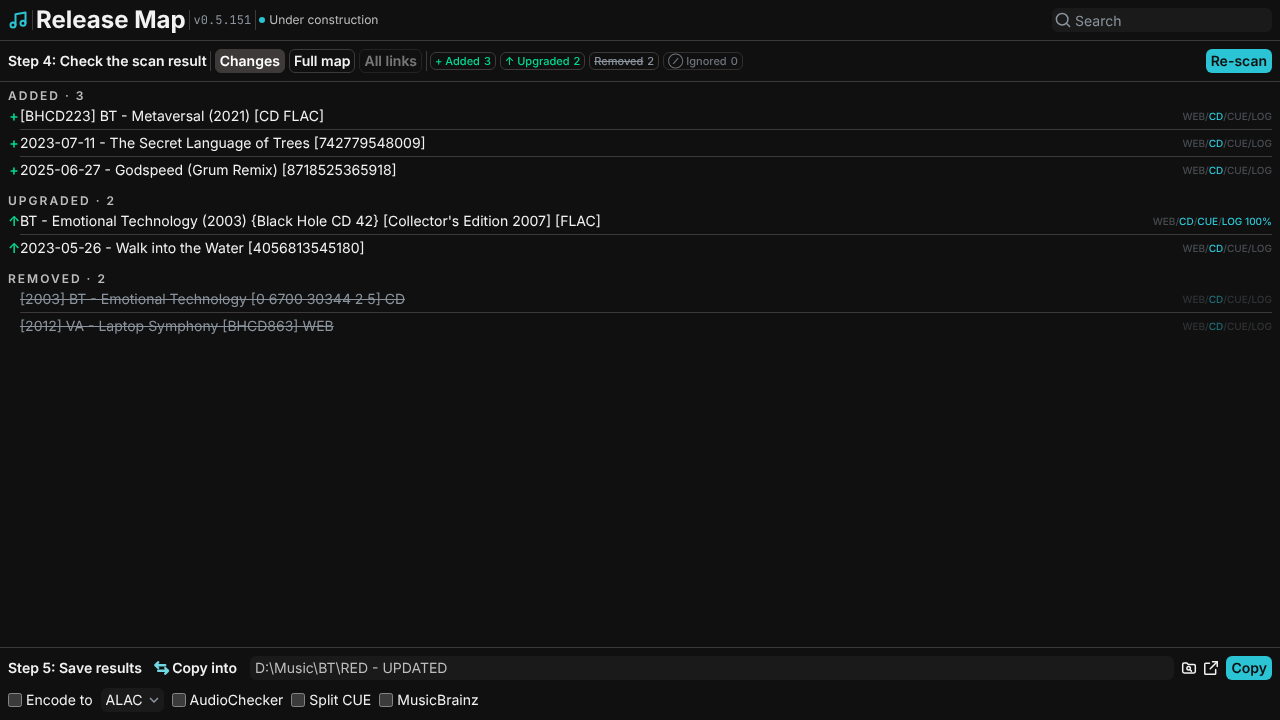 Release Map v0.5.151 Under construction Search
Step 4: Check the scan result Changes Full map All links + Added 3 ↑ Upgraded 2 Removed 2 Ignored 0 Re-scan
ADDED · 3
+ [BHCD223] BT - Metaversal (2021) [CD FLAC] WEB/CD/CUE/LOG
+ 2023-07-11 - The Secret Language of Trees [742779548009] WEB/CD/CUE/LOG
+ 2025-06-27 - Godspeed (Grum Remix) [8718525365918] WEB/CD/CUE/LOG
UPGRADED · 2
↑ BT - Emotional Technology (2003) {Black Hole CD 42} [Collector's Edition 2007] [FLAC] WEB/CD/CUE/LOG 100%
↑ 2023-05-26 - Walk into the Water [4056813545180] WEB/CD/CUE/LOG
REMOVED · 2
[2003] BT - Emotional Technology [0 6700 30344 2 5] CD WEB/CD/CUE/LOG
[2012] VA - Laptop Symphony [BHCD863] WEB WEB/CD/CUE/LOG
Step 5: Save results Copy into D:\Music\BT\RED - UPDATED Copy
Encode to ALAC AudioChecker Split CUE MusicBrainz